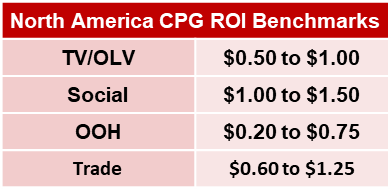 North America CPG ROI Benchmarks
TV/OLV $0.50 to $1.00
Social $1.00 to $1.50
OOH $0.20 to $0.75
Trade $0.60 to $1.25